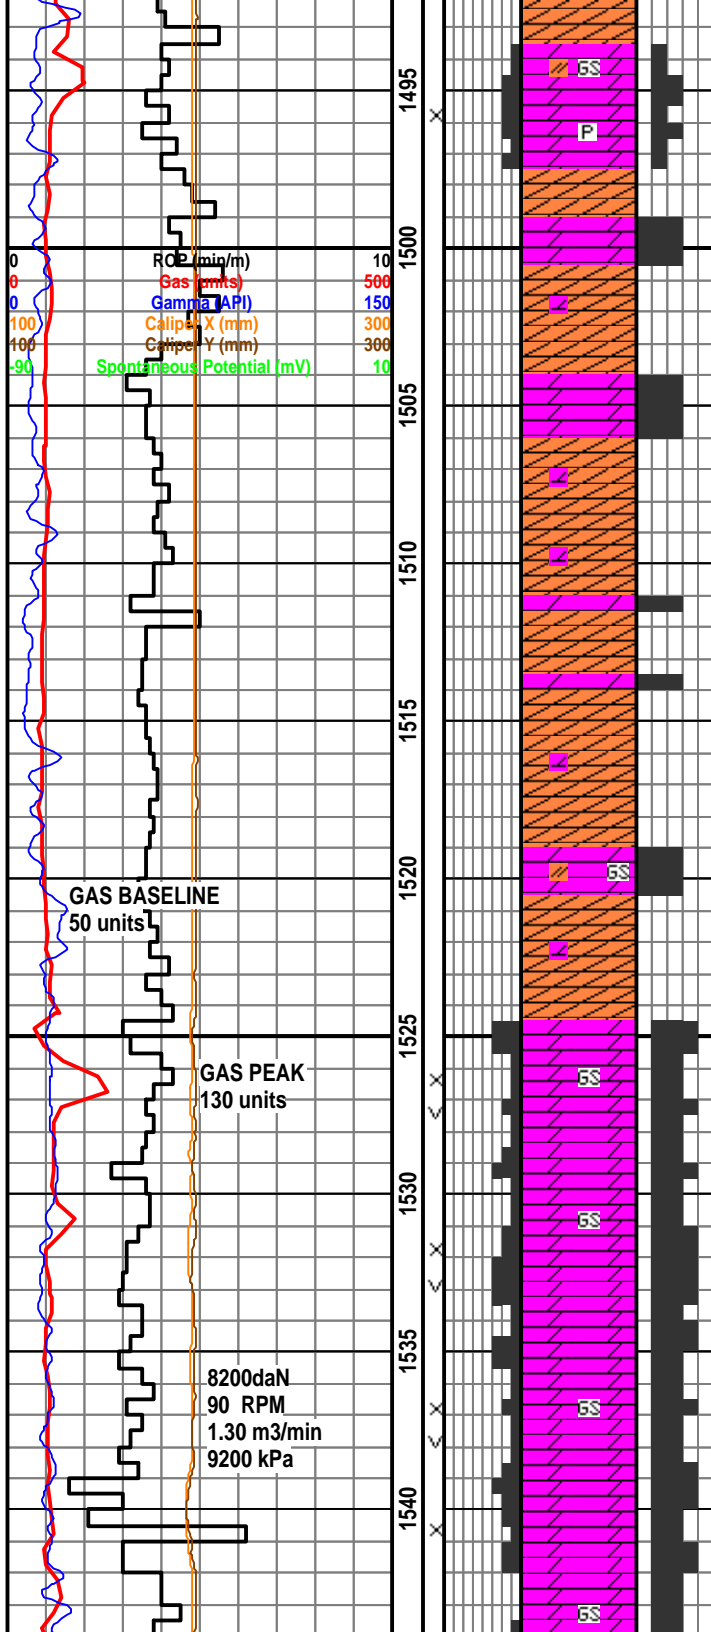 GS
1495
P
1500
0 ROP (min/m) 10
0 Gas (units) 500
0 Gamma (API) 150
100 Caliper X (mm) 300
100 Caliper Y (mm) 300
-90 Spontaneous Potential (mV) 10
1505
1510
1515
1520
GS
GAS BASELINE
50 units
1525
GAS PEAK
130 units
GS
1530
GS
1535
8200daN
90 RPM
1.30 m3/min
9200 kPa
GS
1540
GS